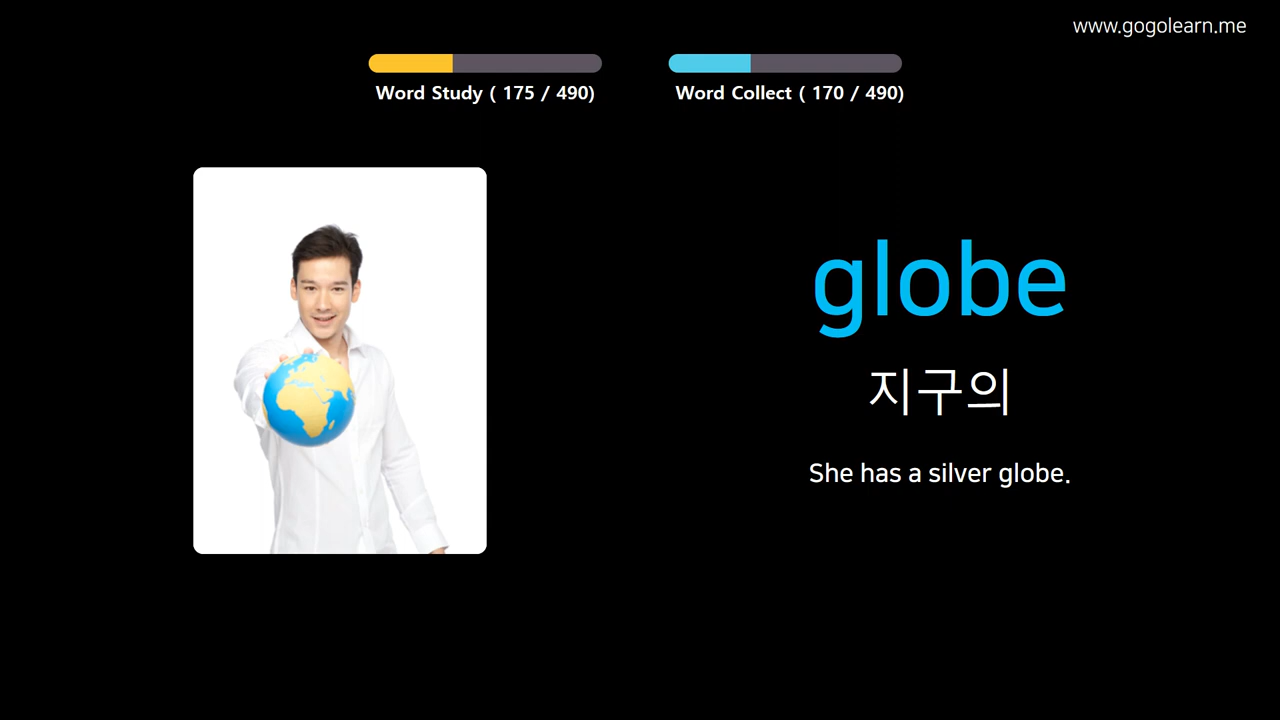 www.gogolearn.me
Word Study ( 175 / 490)
Word Collect ( 170 / 490)
globe
지구의
She has a silver globe.